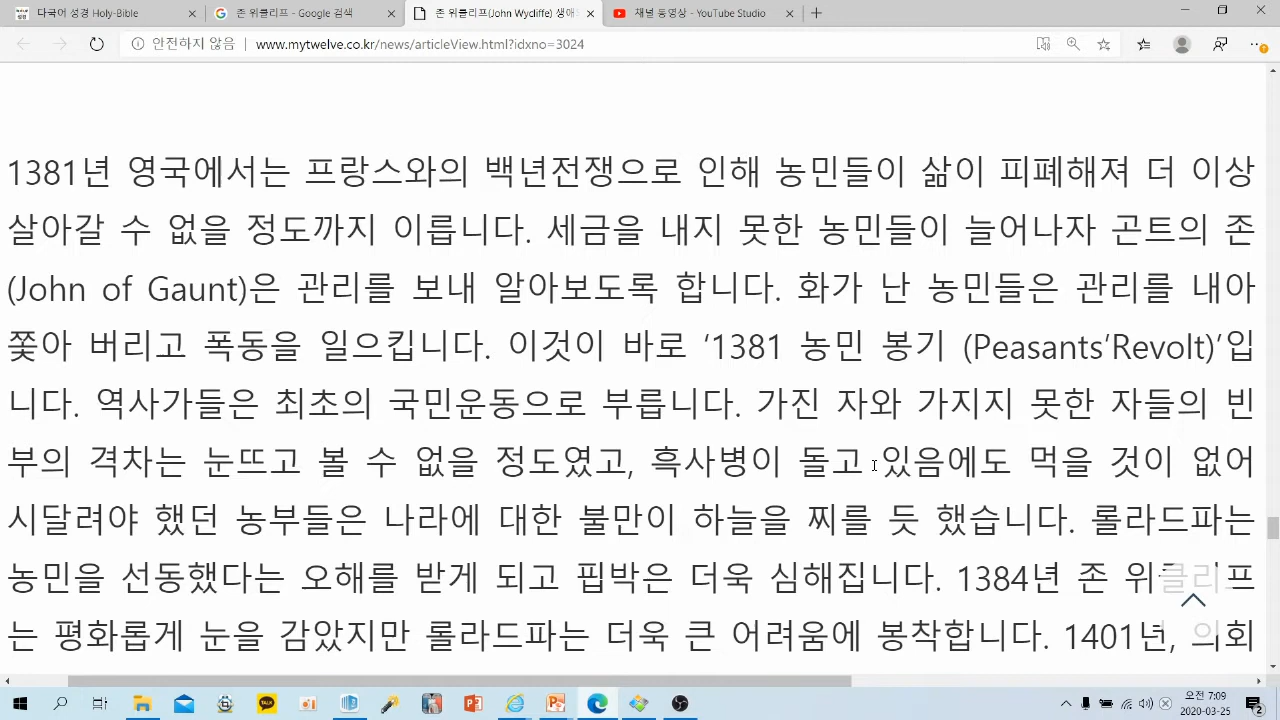 다국어 성경 Holy-Bible
존 위클리프 - Google 검색
존 위클리프(John Wycliffe) 생애
채널 동영상 - YouTube Studio
안전하지 않음 www.mytwelve.co.kr/news/articleView.html?idxno=3024
1381년 영국에서는 프랑스와의 백년전쟁으로 인해 농민들이 삶이 피폐해져 더 이상
살아갈 수 없을 정도까지 이릅니다. 세금을 내지 못한 농민들이 늘어나자 곤트의 존
(John of Gaunt)은 관리를 보내 알아보도록 합니다. 화가 난 농민들은 관리를 내아
쫓아 버리고 폭동을 일으킵니다. 이것이 바로 ‘1381 농민 봉기 (Peasants’Revolt)’입
니다. 역사가들은 최초의 국민운동으로 부릅니다. 가진 자와 가지지 못한 자들의 빈
부의 격차는 눈뜨고 볼 수 없을 정도였고, 흑사병이 돌고 있음에도 먹을 것이 없어
시달려야 했던 농부들은 나라에 대한 불만이 하늘을 찌를 듯 했습니다. 롤라드파는
농민을 선동했다는 오해를 받게 되고 핍박은 더욱 심해집니다. 1384년 존 위클리프
는 평화롭게 눈을 감았지만 롤라드파는 더욱 큰 어려움에 봉착합니다. 1401년, 의회
TALK
오전 7:09
2020-03-25
2